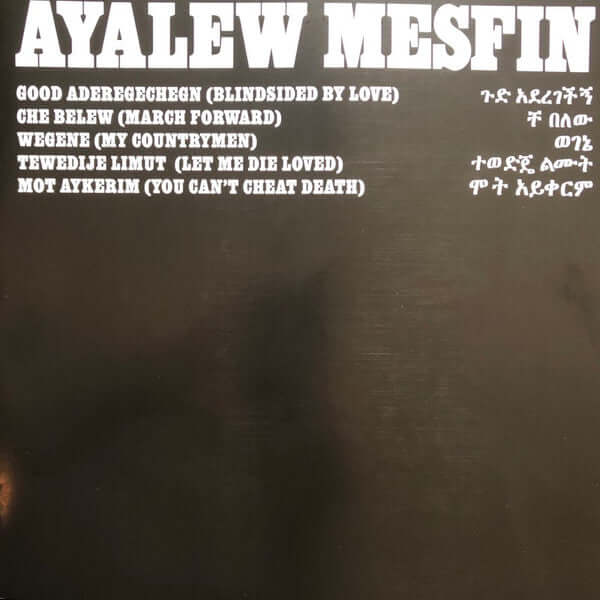 AYALEW MESFIN
GOOD ADEREGECHEGN (BLINDSIDED BY LOVE) ጉድ አደረገችኝ
CHE BELEW (MARCH FORWARD) ቸ በለው
WEGENE (MY COUNTRYMEN) ወገኔ
TEWEDIJE LIMUT (LET ME DIE LOVED) ተወድጄ ልሙት
MOT AYKERIM (YOU CAN'T CHEAT DEATH) ሞት አይቀርም